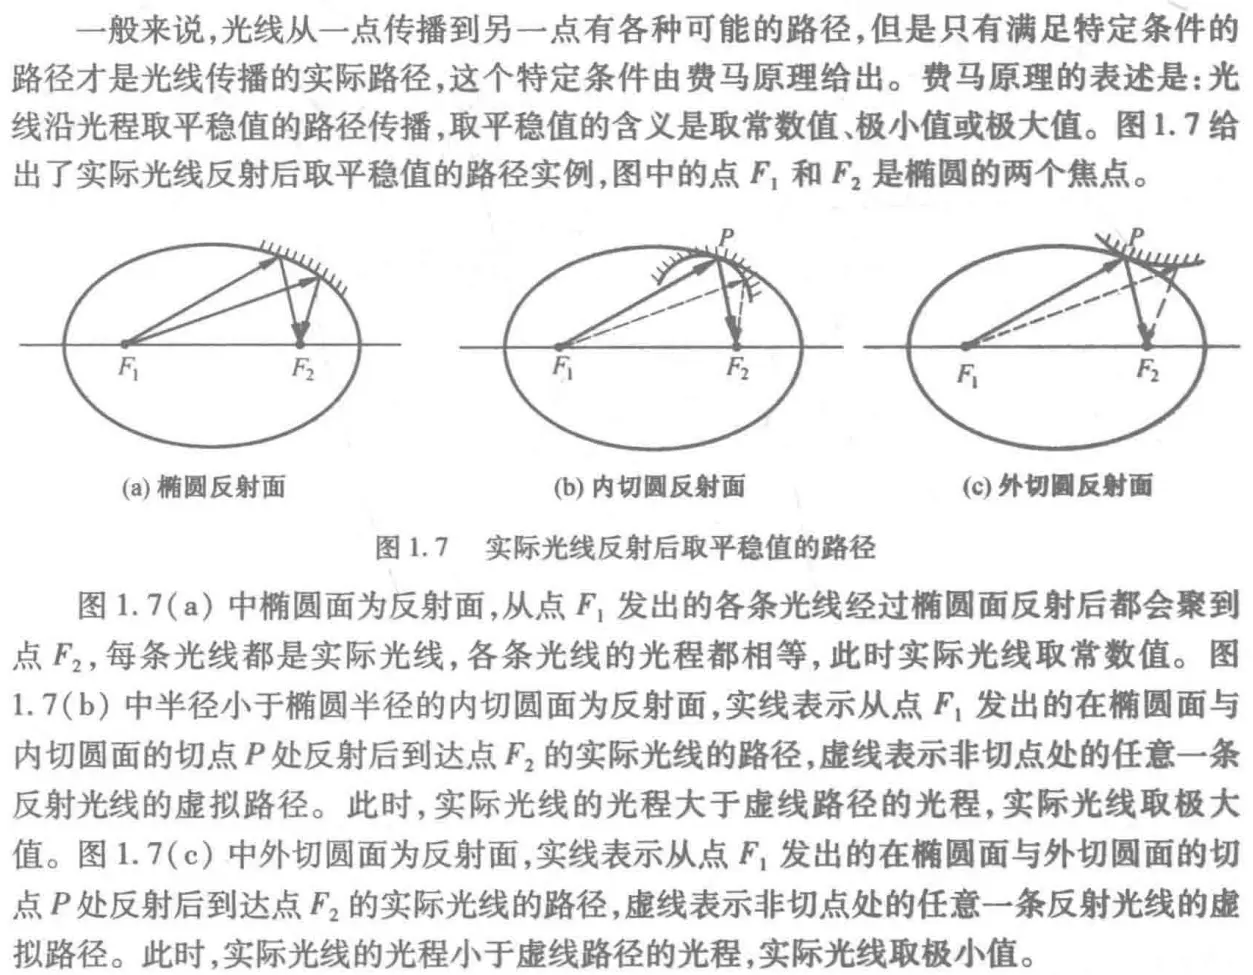 一般来说,光线从一点传播到另一点有各种可能的路径,但是只有满足特定条件的
路径才是光线传播的实际路径,这个特定条件由费马原理给出。费马原理的表述是:光
线沿光程取平稳值的路径传播,取平稳值的含义是取常数值、极小值或极大值。图1.7给
出了实际光线反射后取平稳值的路径实例,图中的点 F₁ 和 F₂ 是椭圆的两个焦点。
P
P
F₁ F₂
F₁ F₂
F₁ F₂
(a) 椭圆反射面
(b) 内切圆反射面
(c) 外切圆反射面
图 1.7 实际光线反射后取平稳值的路径
图 1.7(a) 中椭圆面为反射面,从点 F₁ 发出的各条光线经过椭圆面反射后都会聚到
点 F₂,每条光线都是实际光线,各条光线的光程都相等,此时实际光线取常数值。图
1.7(b) 中半径小于椭圆半径的内切圆面为反射面,实线表示从点 F₁ 发出的在椭圆面与
内切圆面的切点 P 处反射后到达点 F₂ 的实际光线的路径,虚线表示非切点处的任意一条
反射光线的虚拟路径。此时,实际光线的光程大于虚线路径的光程,实际光线取极大
值。图 1.7(c) 中外切圆面为反射面,实线表示从点 F₁ 发出的在椭圆面与外切圆面的切
点 P 处反射后到达点 F₂ 的实际光线的路径,虚线表示非切点处的任意一条反射光线的虚
拟路径。此时,实际光线的光程小于虚线路径的光程,实际光线取极小值。